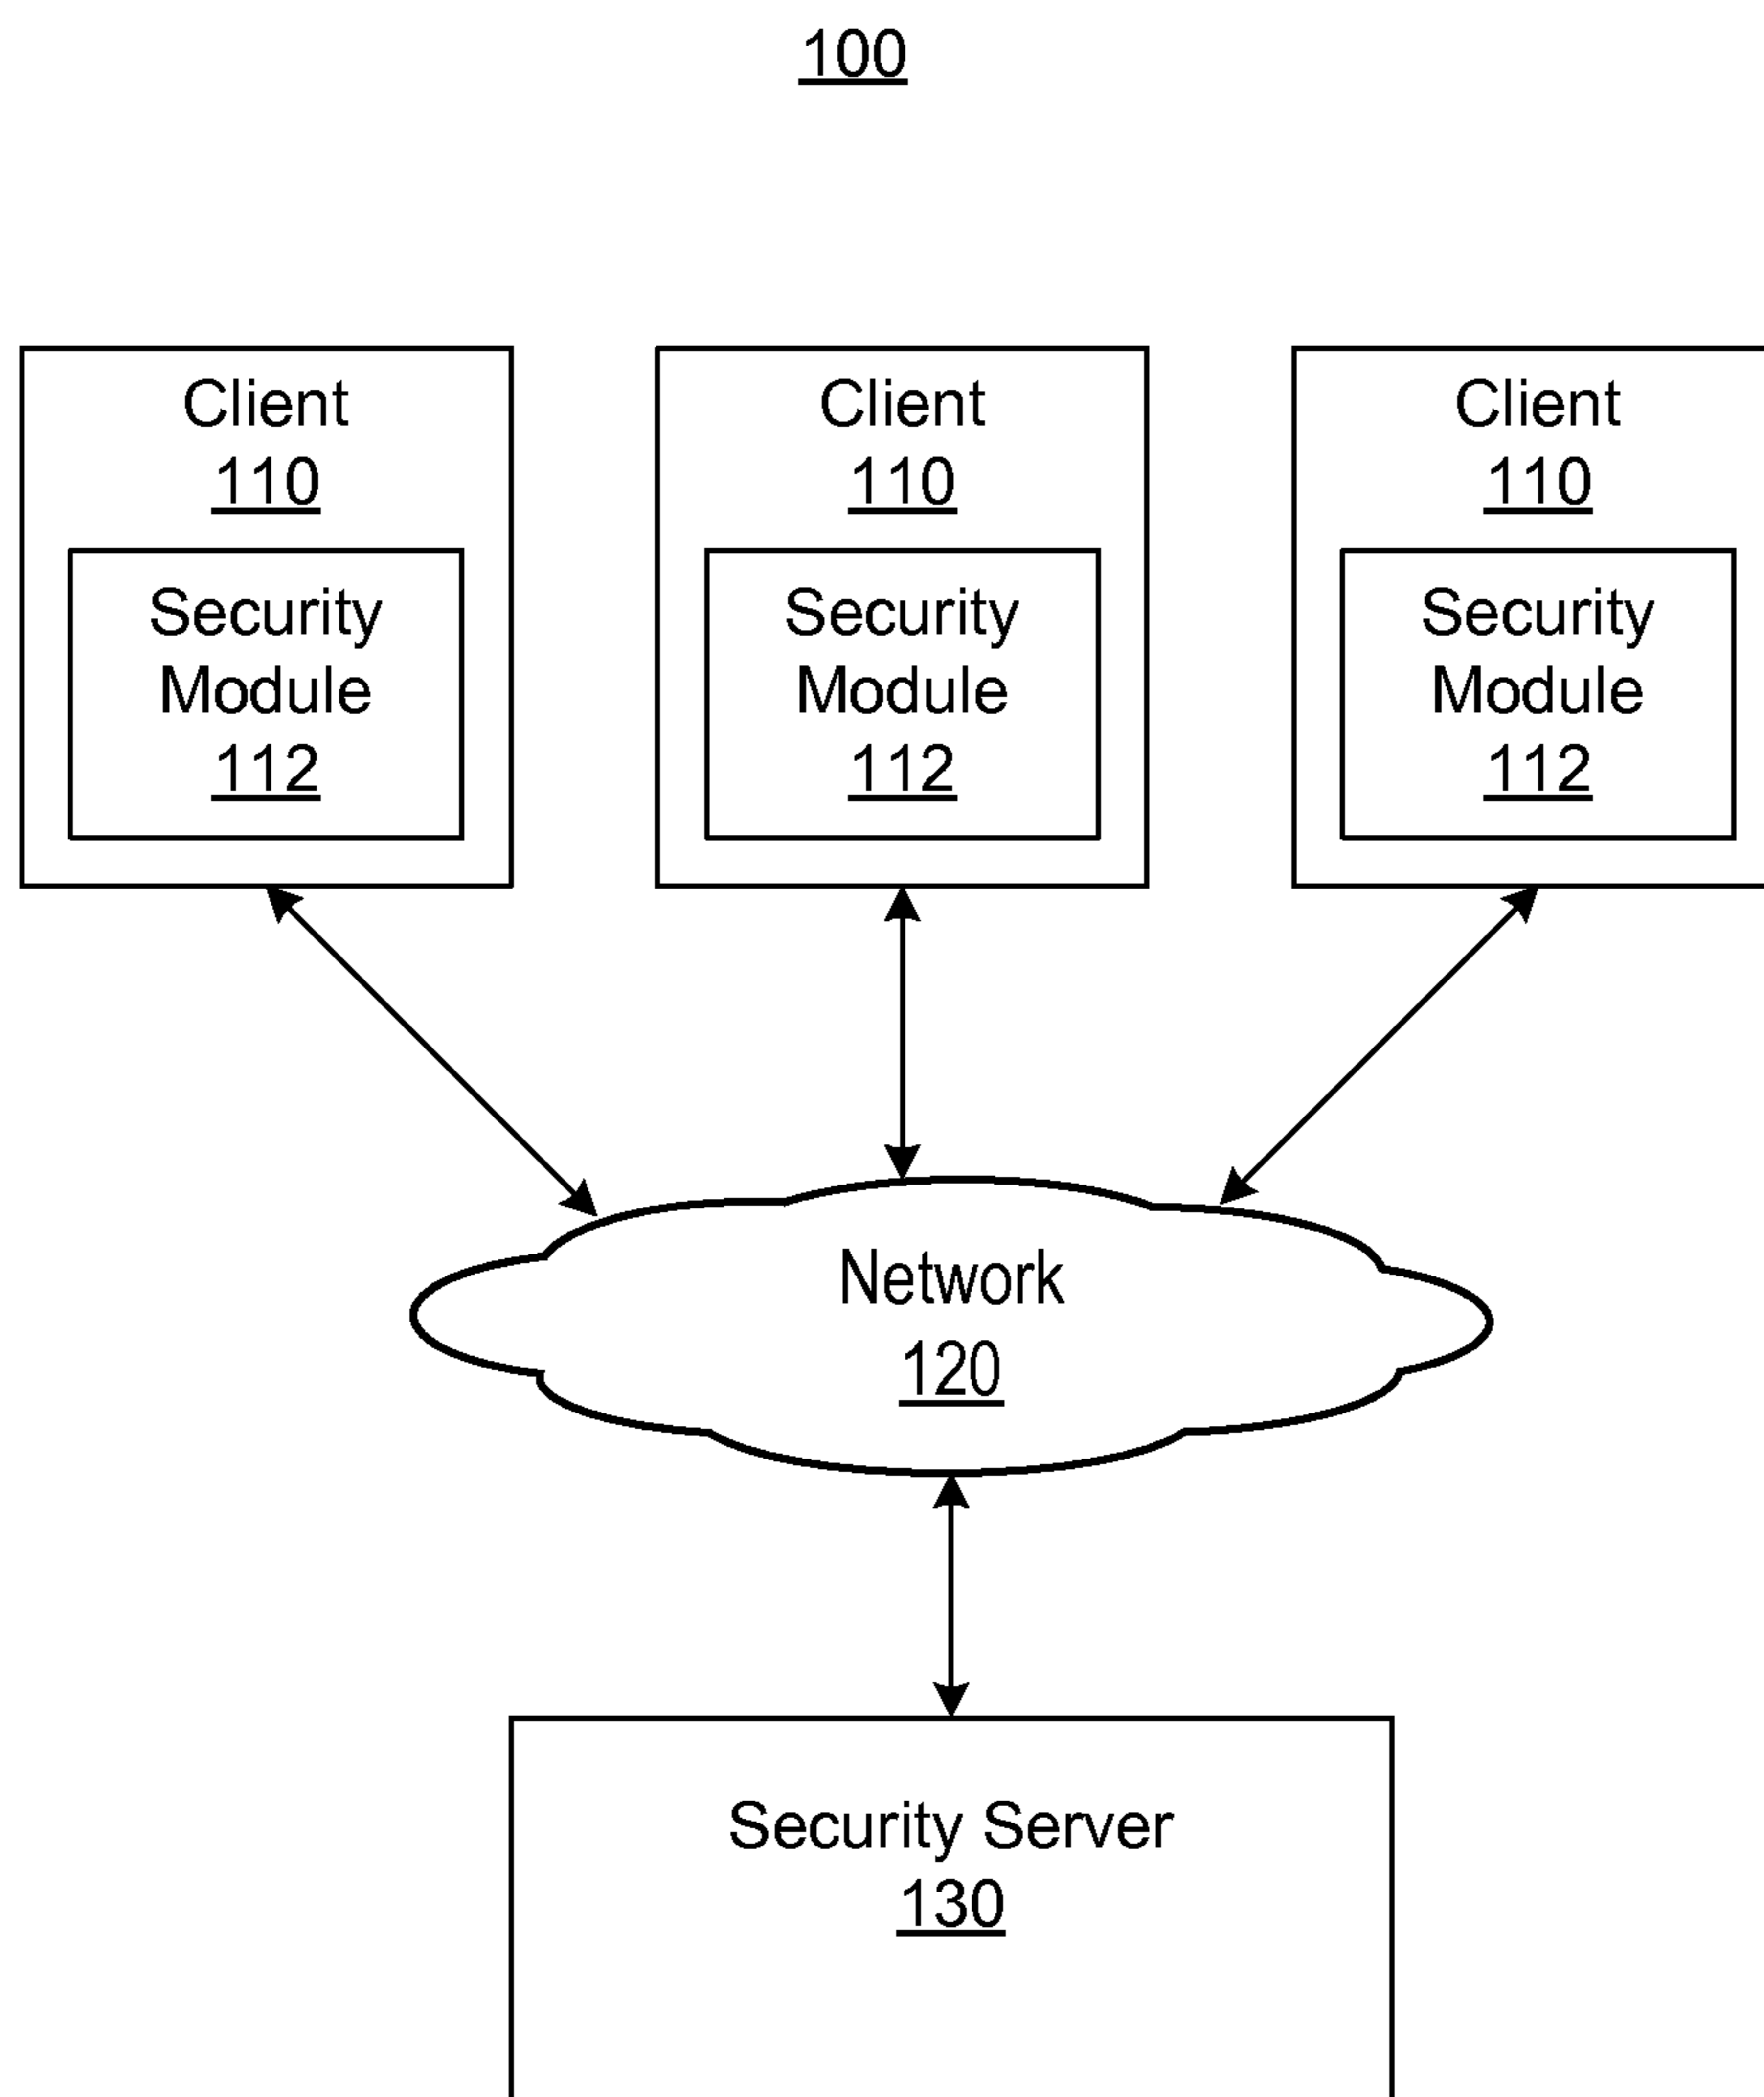 100
Client
110
Security
Module
112
Client
110
Security
Module
112
Client
110
Security
Module
112
Network
120
Security Server
130